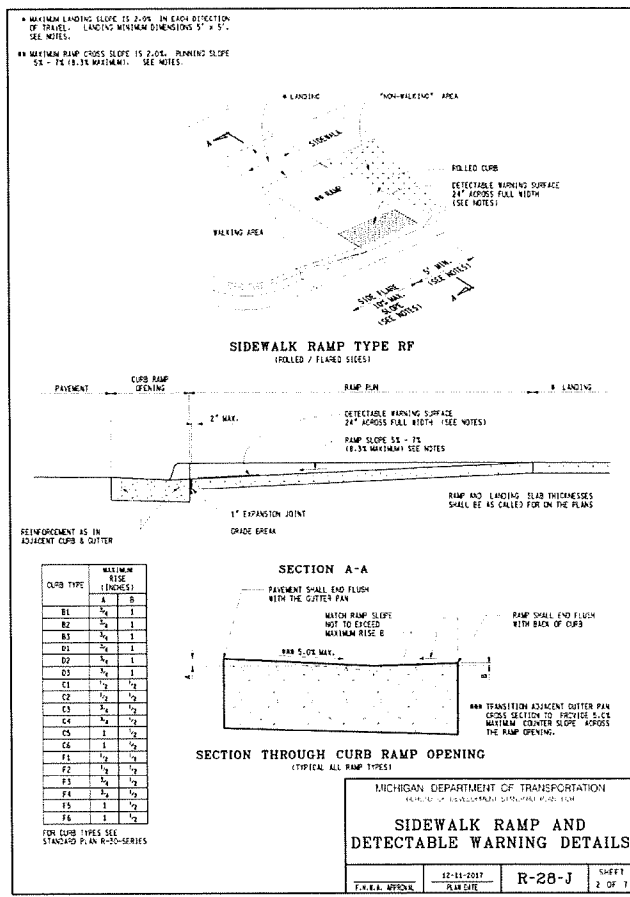 * MAXIMUM LANDING SLOPE IS 2.0% IN EACH DIRECTION
OF TRAVEL. LANDING MINIMUM DIMENSIONS 5' x 5'.
SEE NOTES.
** MAXIMUM RAMP CROSS SLOPE IS 2.0%. RUNNING SLOPE
5% - 7% (8.3% MAXIMUM). SEE NOTES.
* LANDING
"NON-WALKING" AREA
A
SIDEWALK
** RAMP
ROLLED CURB
DETECTABLE WARNING SURFACE
24" ACROSS FULL WIDTH
(SEE NOTES)
WALKING AREA
SIDE FLARE
10% MAX.
SLOPE
(SEE NOTES)
5' MIN.
(SEE NOTES)
A
SIDEWALK RAMP TYPE RF
(ROLLED / FLARED SIDES)
PAVEMENT
CURB RAMP
OPENING
RAMP RUN
* LANDING
2" MAX.
DETECTABLE WARNING SURFACE
24" ACROSS FULL WIDTH (SEE NOTES)
RAMP SLOPE 5% - 7%
(8.3% MAXIMUM) SEE NOTES
RAMP AND LANDING SLAB THICKNESSES
SHALL BE AS CALLED FOR ON THE PLANS
1" EXPANSION JOINT
GRADE BREAK
REINFORCEMENT AS IN
ADJACENT CURB & GUTTER
SECTION A-A
CURB TYPE MAXIMUM RISE (INCHES)
A B
B1 3/4 1
B2 3/4 1
B3 3/4 1
D1 3/4 1
D2 3/4 1
D3 3/4 1
C1 1/2 1/2
C2 1/2 1/2
C3 3/4 1/2
C4 3/4 1/2
C5 1 1/2
C6 1 1/2
F1 1/2 1/2
F2 1/2 1/2
F3 3/4 1/2
F4 3/4 1/2
F5 1 1/2
F6 1 1/2
FOR CURB TYPES SEE
STANDARD PLAN R-30-SERIES
PAVEMENT SHALL END FLUSH
WITH THE GUTTER PAN
MATCH RAMP SLOPE
NOT TO EXCEED
MAXIMUM RISE B
RAMP SHALL END FLUSH
WITH BACK OF CURB
*** 5.0% MAX.
A
B
*** TRANSITION ADJACENT GUTTER PAN
CROSS SECTION TO PROVIDE 5.0%
MAXIMUM COUNTER SLOPE ACROSS
THE RAMP OPENING.
SECTION THROUGH CURB RAMP OPENING
(TYPICAL ALL RAMP TYPES)
MICHIGAN DEPARTMENT OF TRANSPORTATION
BUREAU OF DEVELOPMENT STANDARD PLAN FOR
SIDEWALK RAMP AND
DETECTABLE WARNING DETAILS
F.H.W.A. APPROVAL
12-11-2017
PLAN DATE
R-28-J
SHEET
2 OF 7